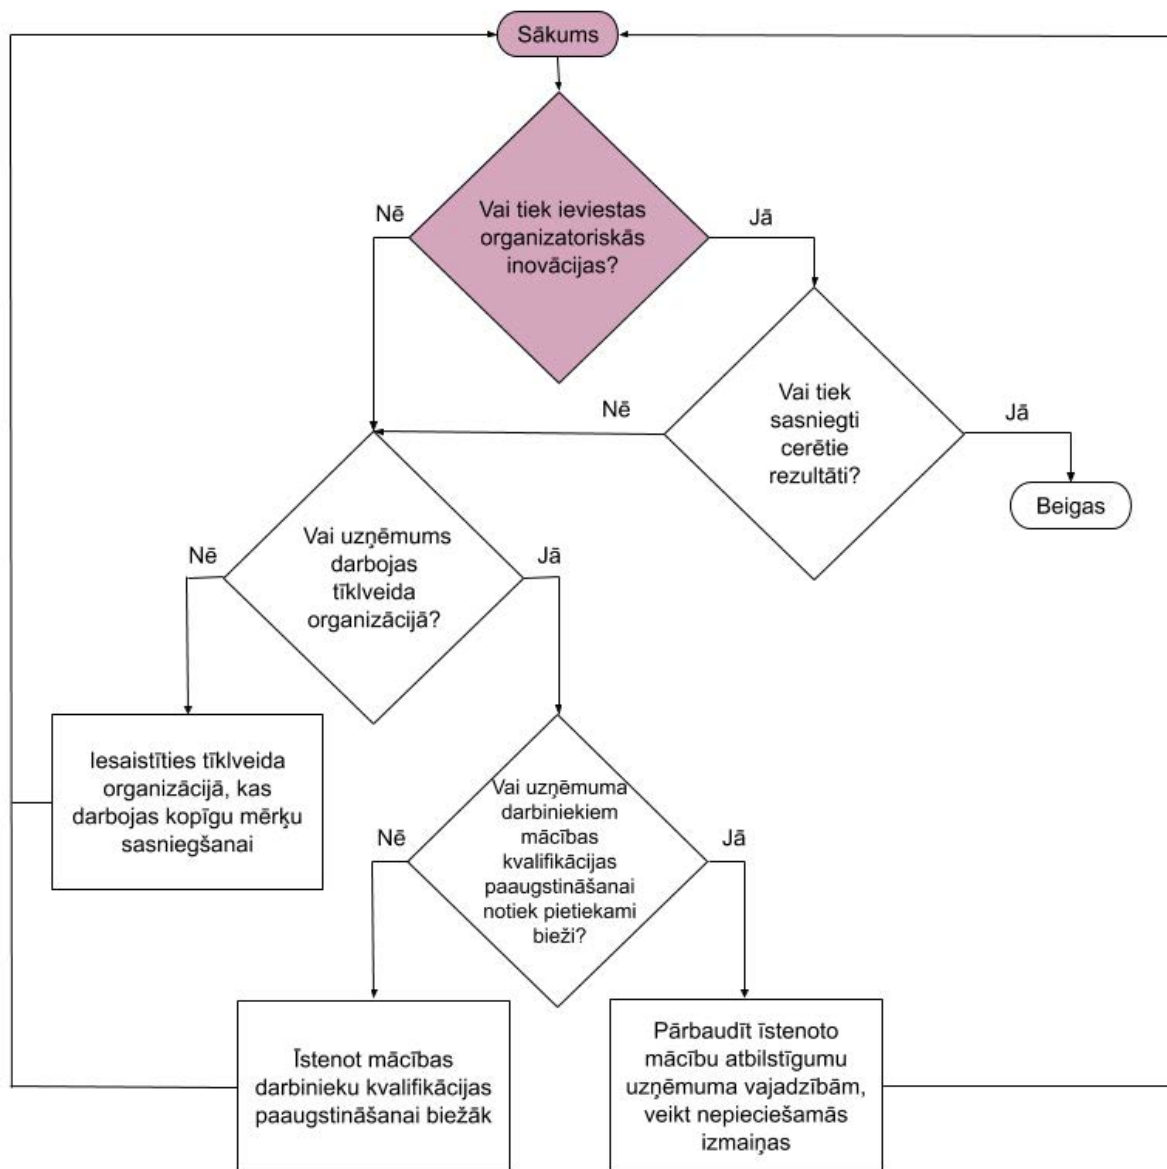 Sākums
Vai tiek ieviestas
organizatoriskās
inovācijas?
Nē
Jā
Vai tiek
sasniegti
cerētie
rezultāti?
Nē
Jā
Beigas
Vai uzņēmums
darbojas
tīklveida
organizācijā?
Nē
Jā
Iesaistīties tīklveida
organizācijā, kas
darbojas kopīgu mērķu
sasniegšanai
Vai uzņēmuma
darbiniekiem
mācības
kvalifikācijas
paaugstināšanai
notiek pietiekami
bieži?
Nē
Jā
Īstenot mācības
darbinieku kvalifikācijas
paaugstināšanai biežāk
Pārbaudīt īstenoto
mācību atbilstīgumu
uzņēmuma vajadzībām,
veikt nepieciešamās
izmaiņas